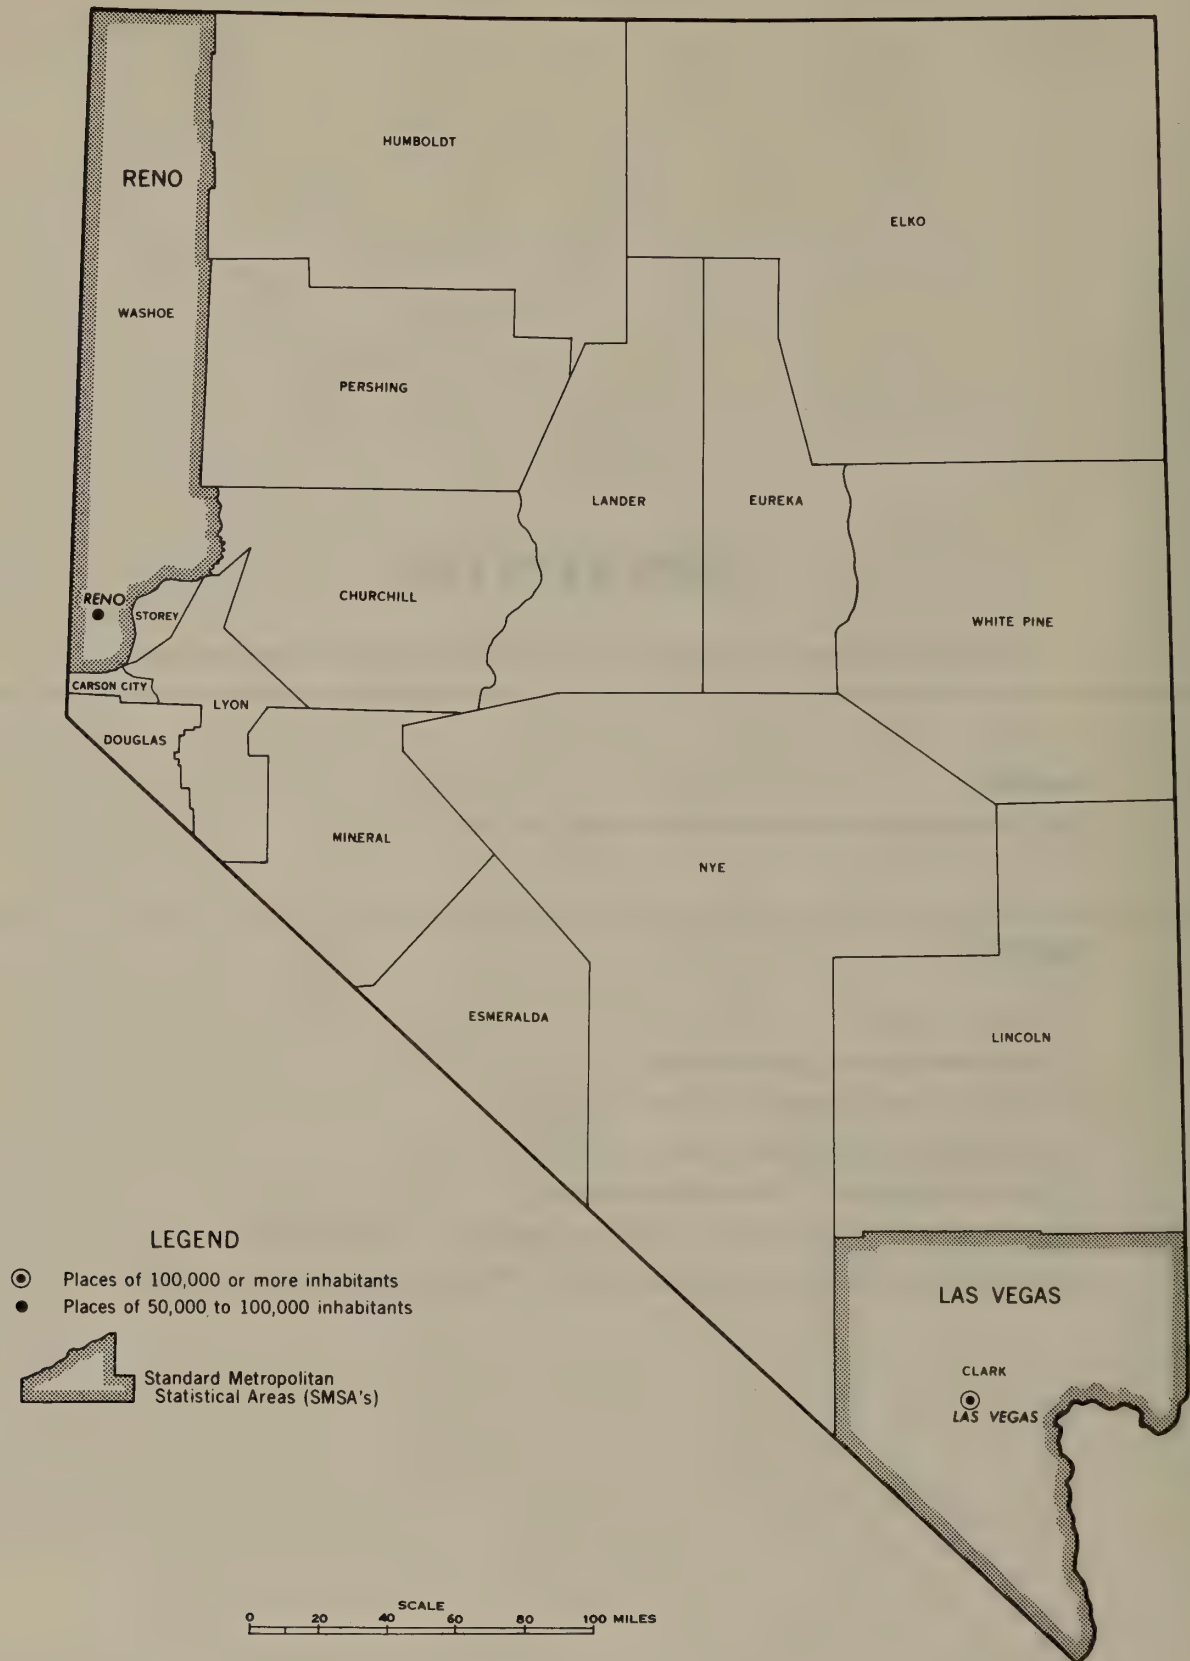 HUMBOLDT
RENO
ELKO
WASHOE
PERSHING
LANDER
EUREKA
CHURCHILL
RENO
STOREY
WHITE PINE
CARSON CITY
LYON
DOUGLAS
MINERAL
NYE
ESMERALDA
LINCOLN
LEGEND
Places of 100,000 or more inhabitants
Places of 50,000 to 100,000 inhabitants
Standard Metropolitan
Statistical Areas (SMSA's)
LAS VEGAS
CLARK
LAS VEGAS
SCALE
0 20 40 60 80 100 MILES